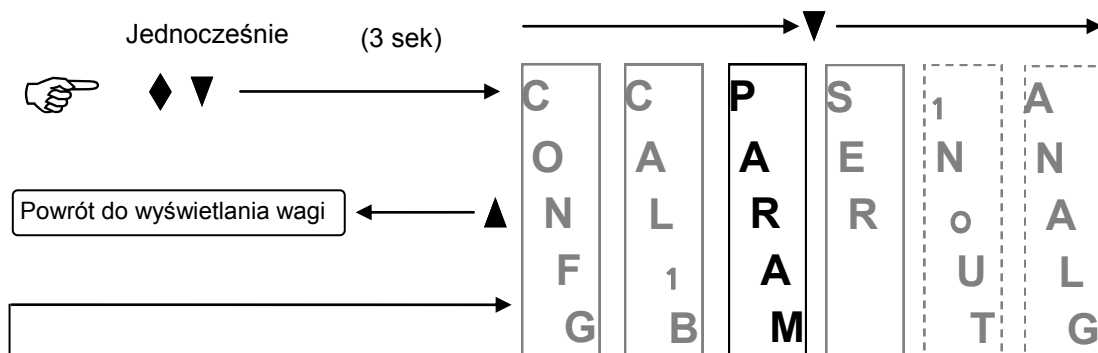 Jednocześnie (3 sek)
Powrót do wyświetlania wagi
CONFG
CAL1B
PARAM
SER
1NoUT
ANALG